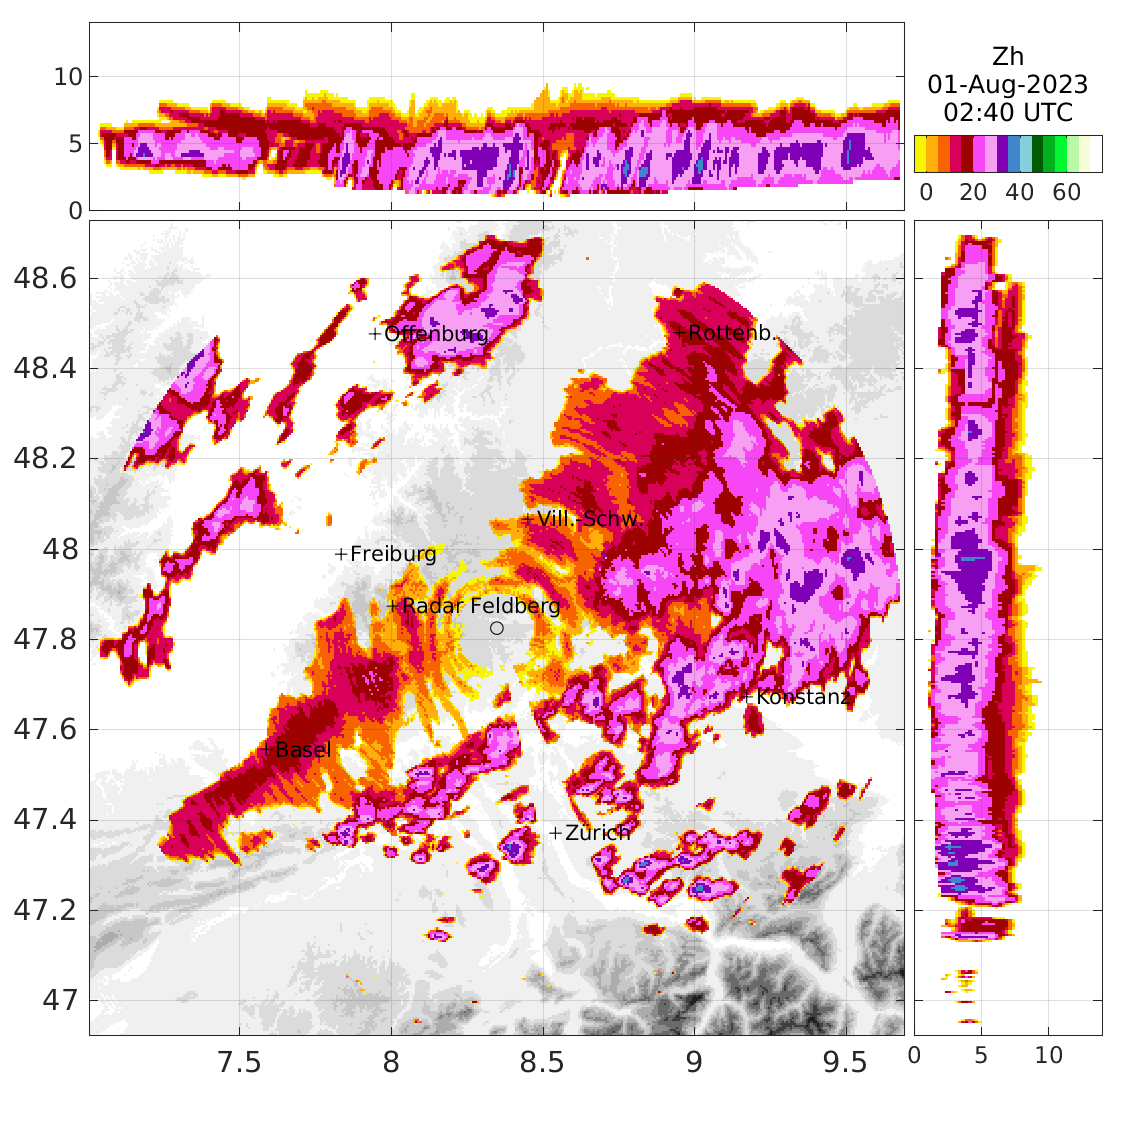 Zh
01-Aug-2023
02:40 UTC
10
5
0
0 20 40 60
48.6
48.4
48.2
48
47.8
47.6
47.4
47.2
47
+Offenburg
+Rottenb.
+Vill.-Schw.
+Freiburg
+Radar Feldberg
+Konstanz
+Basel
+Zürich
7.5 8 8.5 9 9.5
0 5 10